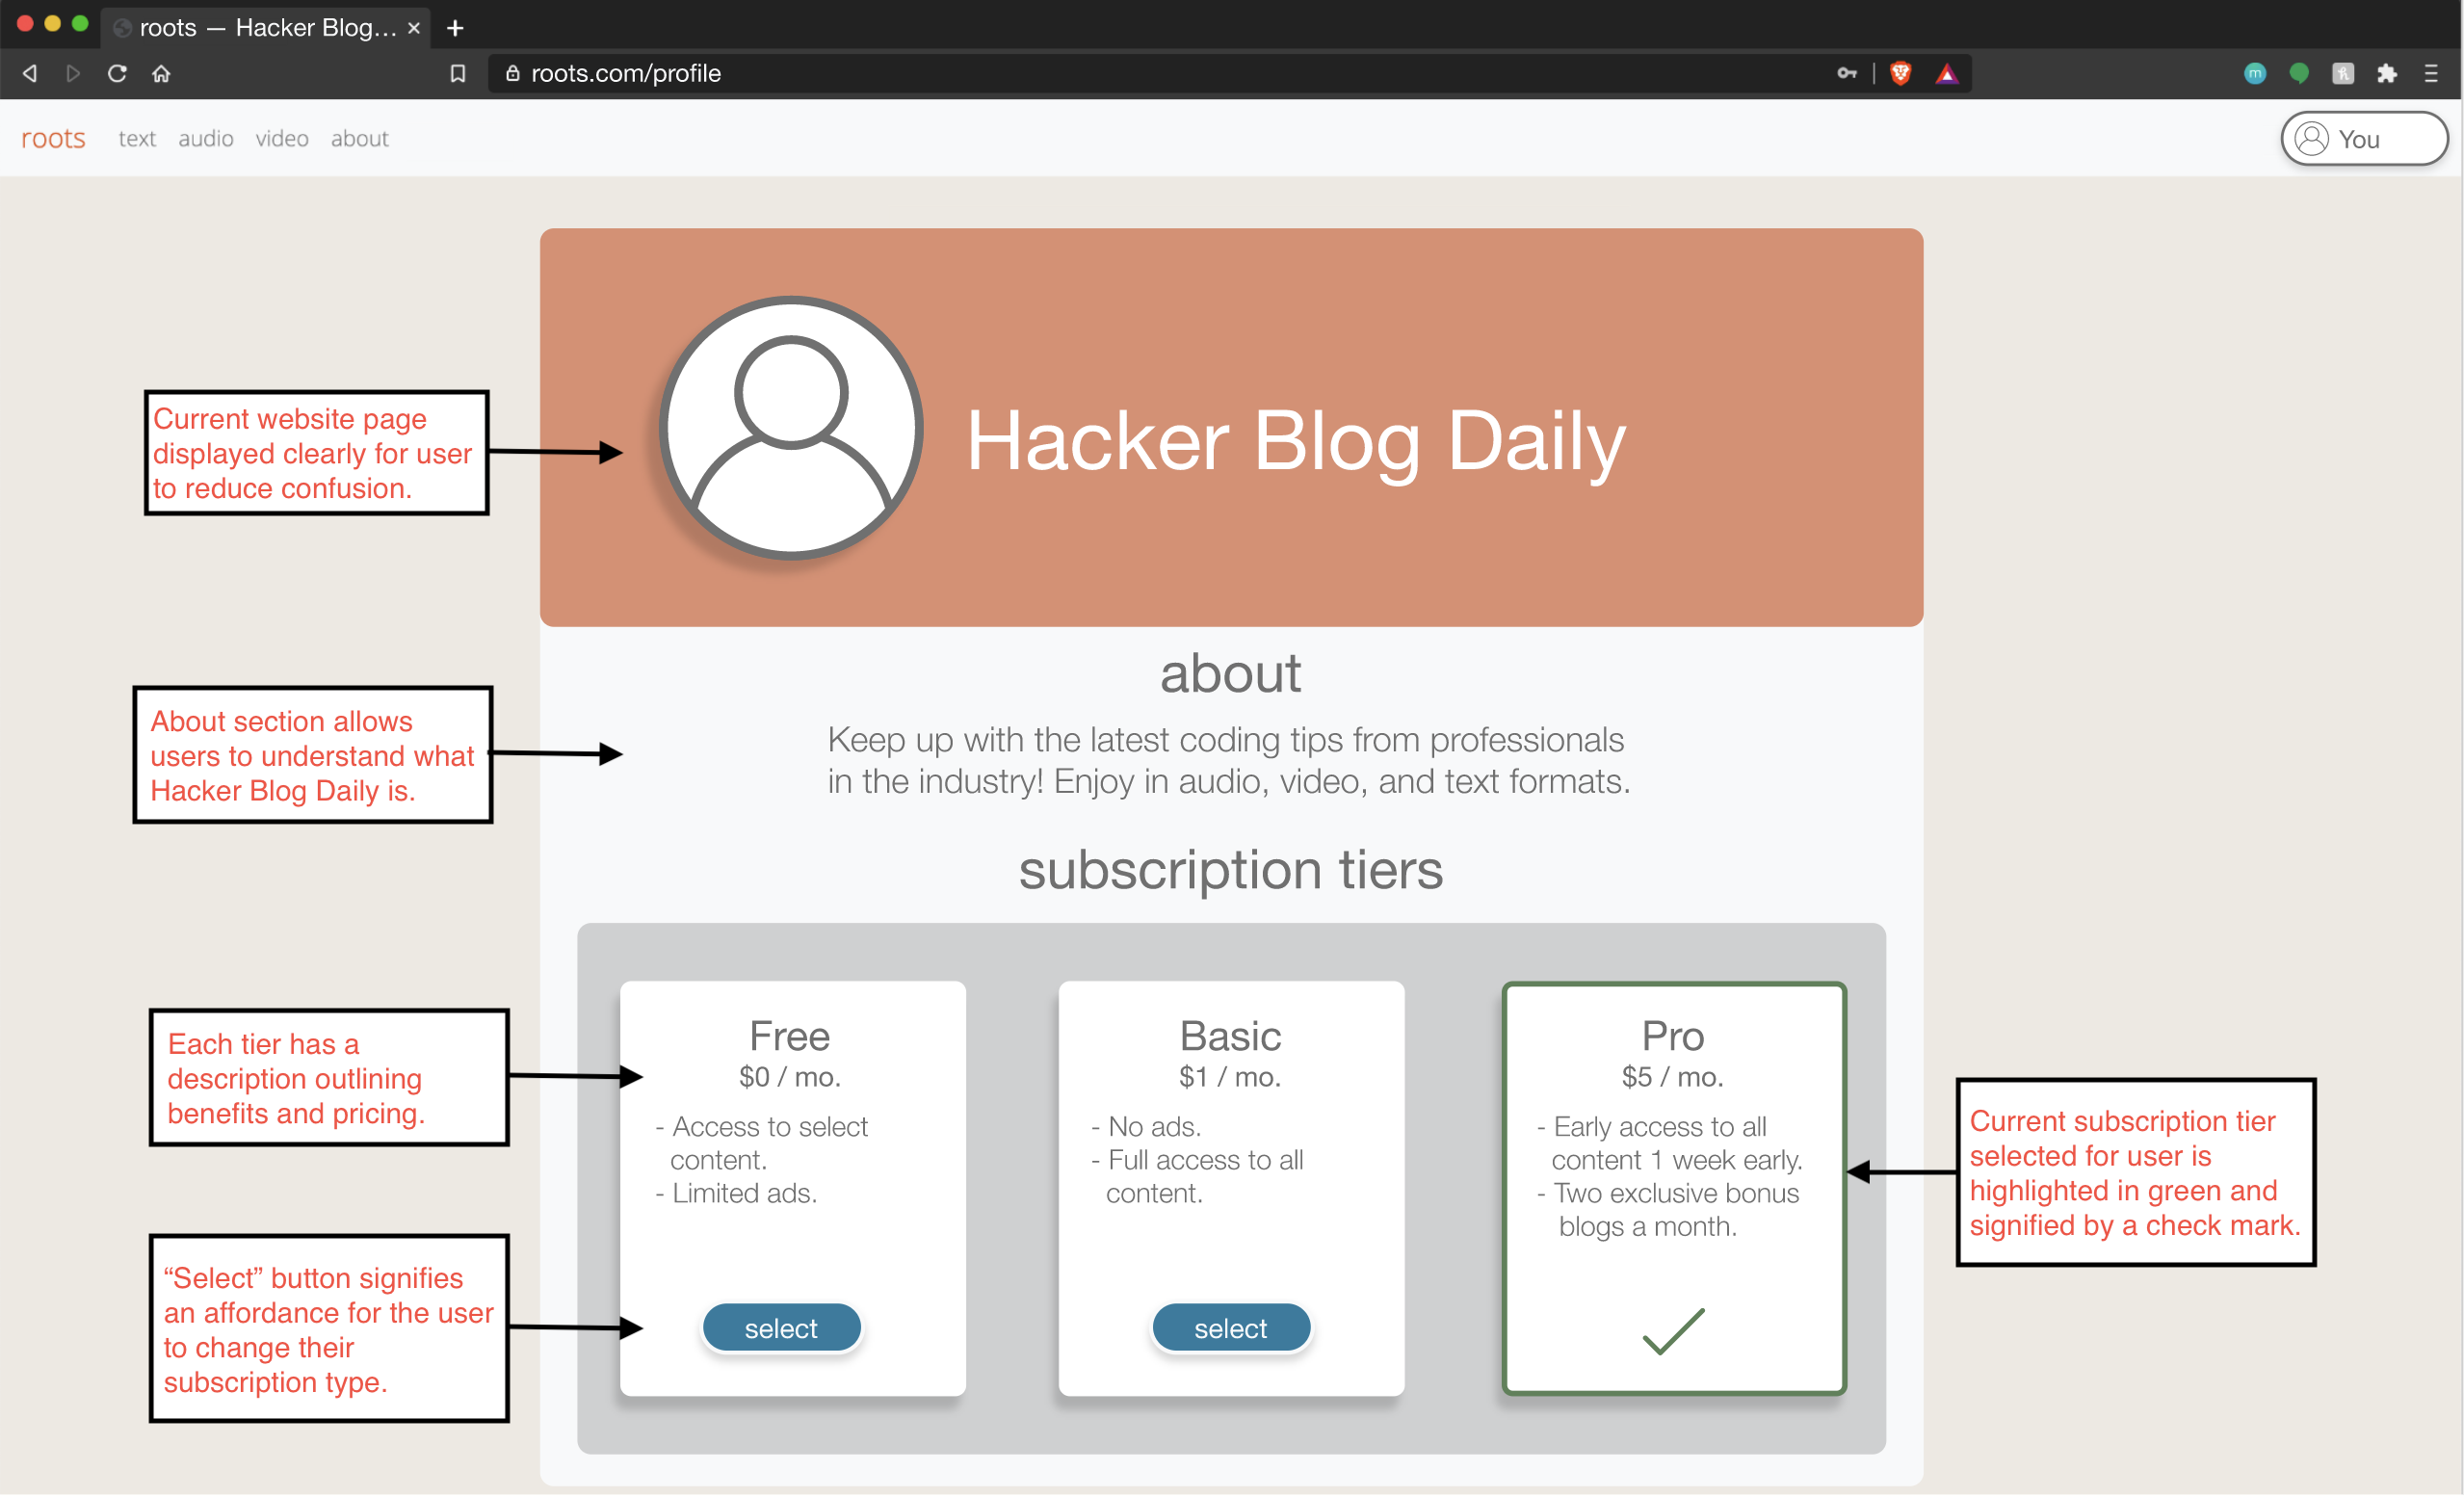 roots — Hacker Blog...
roots.com/profile
m
roots text audio video about
You
Hacker Blog Daily
Current website page
displayed clearly for user
to reduce confusion.
about
Keep up with the latest coding tips from professionals
in the industry! Enjoy in audio, video, and text formats.
About section allows
users to understand what
Hacker Blog Daily is.
subscription tiers
Each tier has a
description outlining
benefits and pricing.
Free
$0 / mo.
- Access to select
content.
- Limited ads.
select
Basic
$1 / mo.
- No ads.
- Full access to all
content.
select
Pro
$5 / mo.
- Early access to all
content 1 week early.
- Two exclusive bonus
blogs a month.
Current subscription tier
selected for user is
highlighted in green and
signified by a check mark.
“Select” button signifies
an affordance for the user
to change their
subscription type.